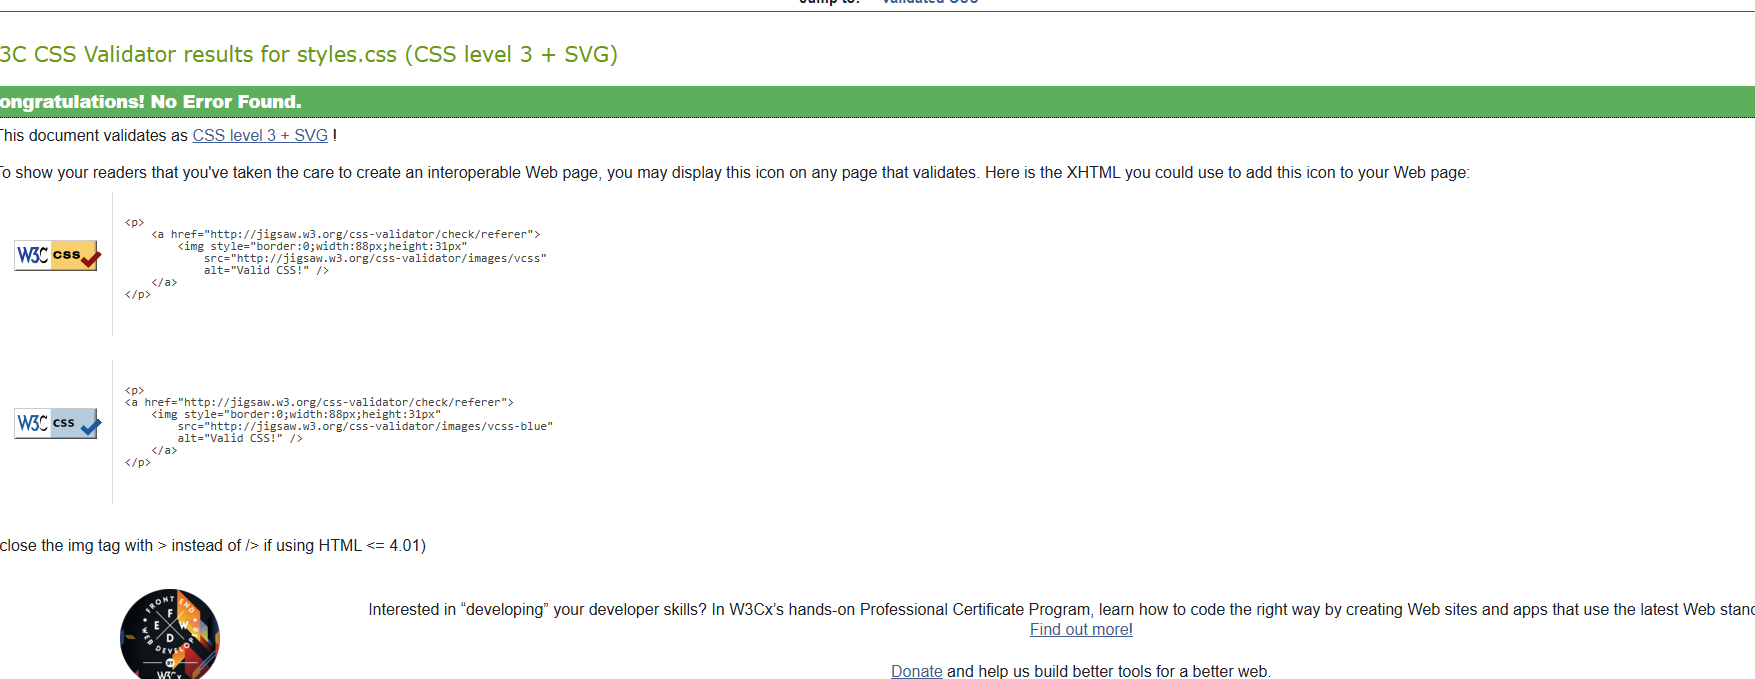 Jump to: Validated CSS
3C CSS Validator results for styles.css (CSS level 3 + SVG)
ongratulations! No Error Found.
This document validates as CSS level 3 + SVG !
To show your readers that you've taken the care to create an interoperable Web page, you may display this icon on any page that validates. Here is the XHTML you could use to add this icon to your Web page:
W3C css
<p>
<a href="http://jigsaw.w3.org/css-validator/check/referer">
<img style="border:0;width:88px;height:31px"
src="http://jigsaw.w3.org/css-validator/images/vcss"
alt="Valid CSS!" />
</a>
</p>
W3C css
<p>
<a href="http://jigsaw.w3.org/css-validator/check/referer">
<img style="border:0;width:88px;height:31px"
src="http://jigsaw.w3.org/css-validator/images/vcss-blue"
alt="Valid CSS!" />
</a>
</p>
close the img tag with > instead of /> if using HTML <= 4.01)
FRONT END
F E W D
WEB DEVELOPER
BY
W3Cx
Interested in “developing” your developer skills? In W3Cx’s hands-on Professional Certificate Program, learn how to code the right way by creating Web sites and apps that use the latest Web stand
Find out more!
Donate and help us build better tools for a better web.